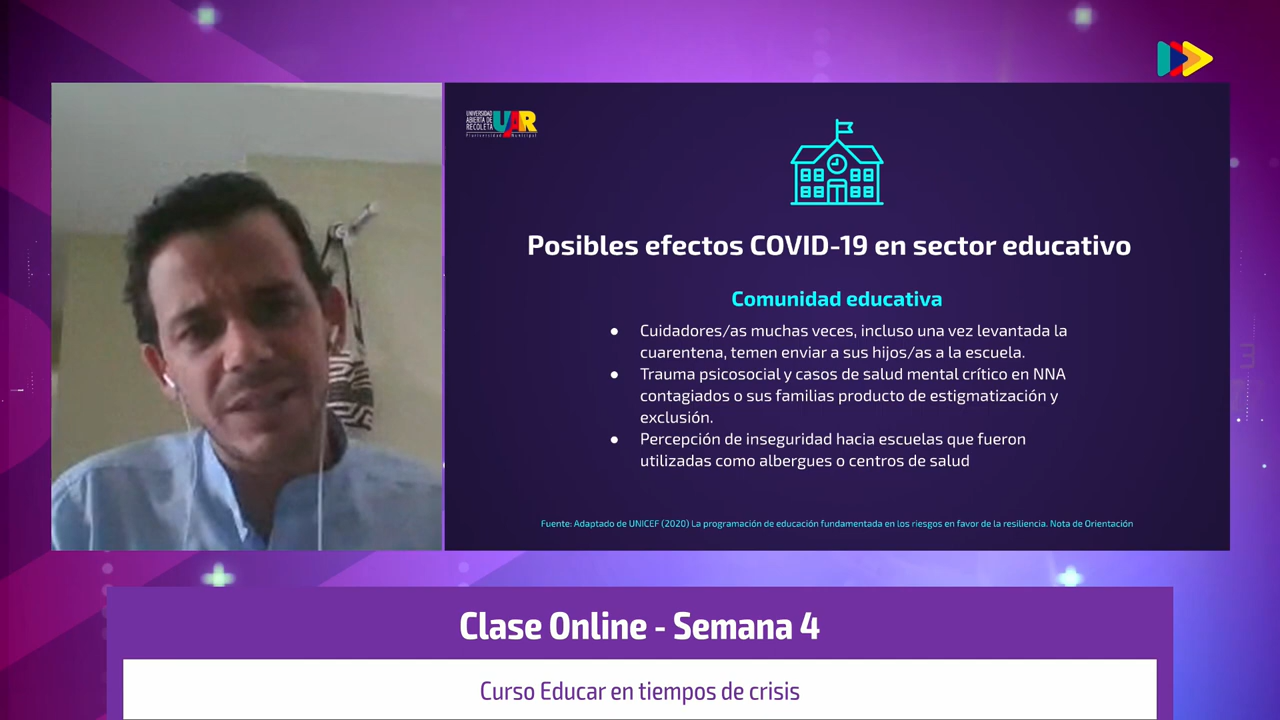 UNIVERSIDAD
ABIERTA DE
RECOLETA
UAR
Posibles efectos COVID-19 en sector educativo
Comunidad educativa
● Cuidadores/as muchas veces, incluso una vez levantada la
cuarentena, temen enviar a sus hijos/as a la escuela.
● Trauma psicosocial y casos de salud mental crítico en NNA
contagiados o sus familias producto de estigmatización y
exclusión.
● Percepción de inseguridad hacia escuelas que fueron
utilizadas como albergues o centros de salud
Fuente: Adaptado de UNICEF (2020) La programación de educación fundamentada en los riesgos en favor de la resiliencia. Nota de Orientación
Clase Online - Semana 4
Curso Educar en tiempos de crisis